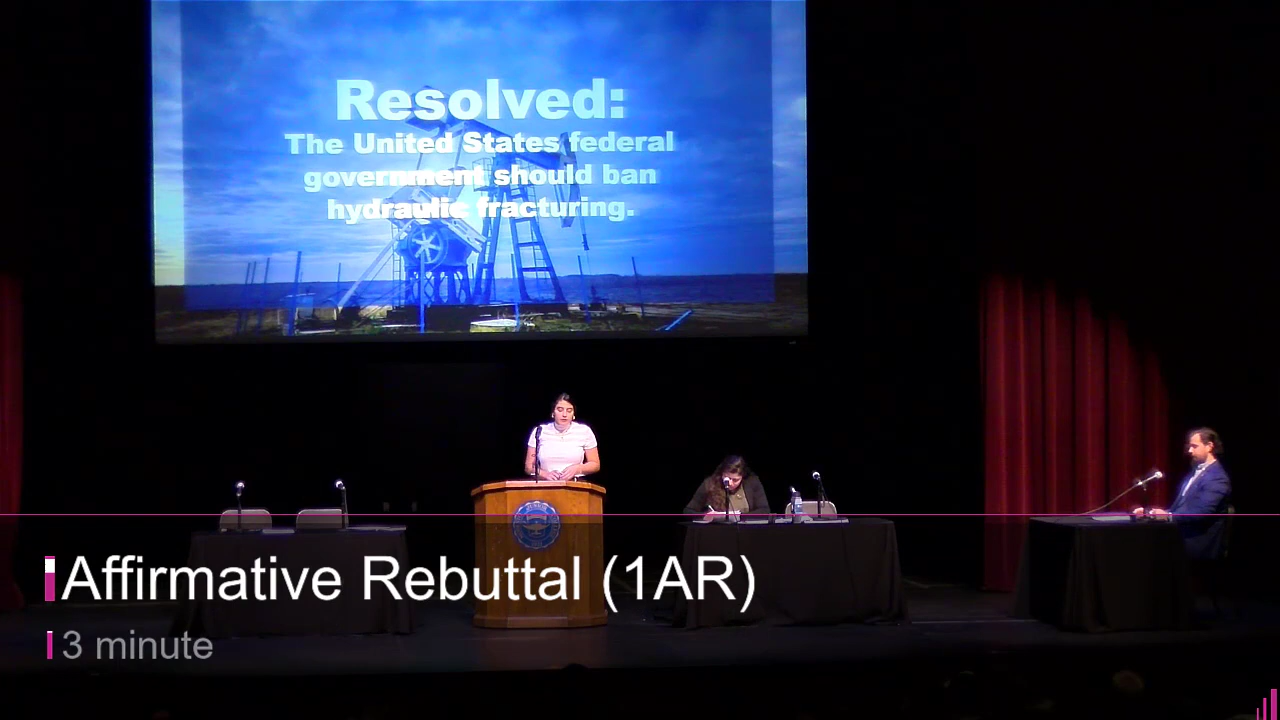 Resolved:
The United States federal
government should ban
hydraulic fracturing.
Affirmative Rebuttal (1AR)
3 minute